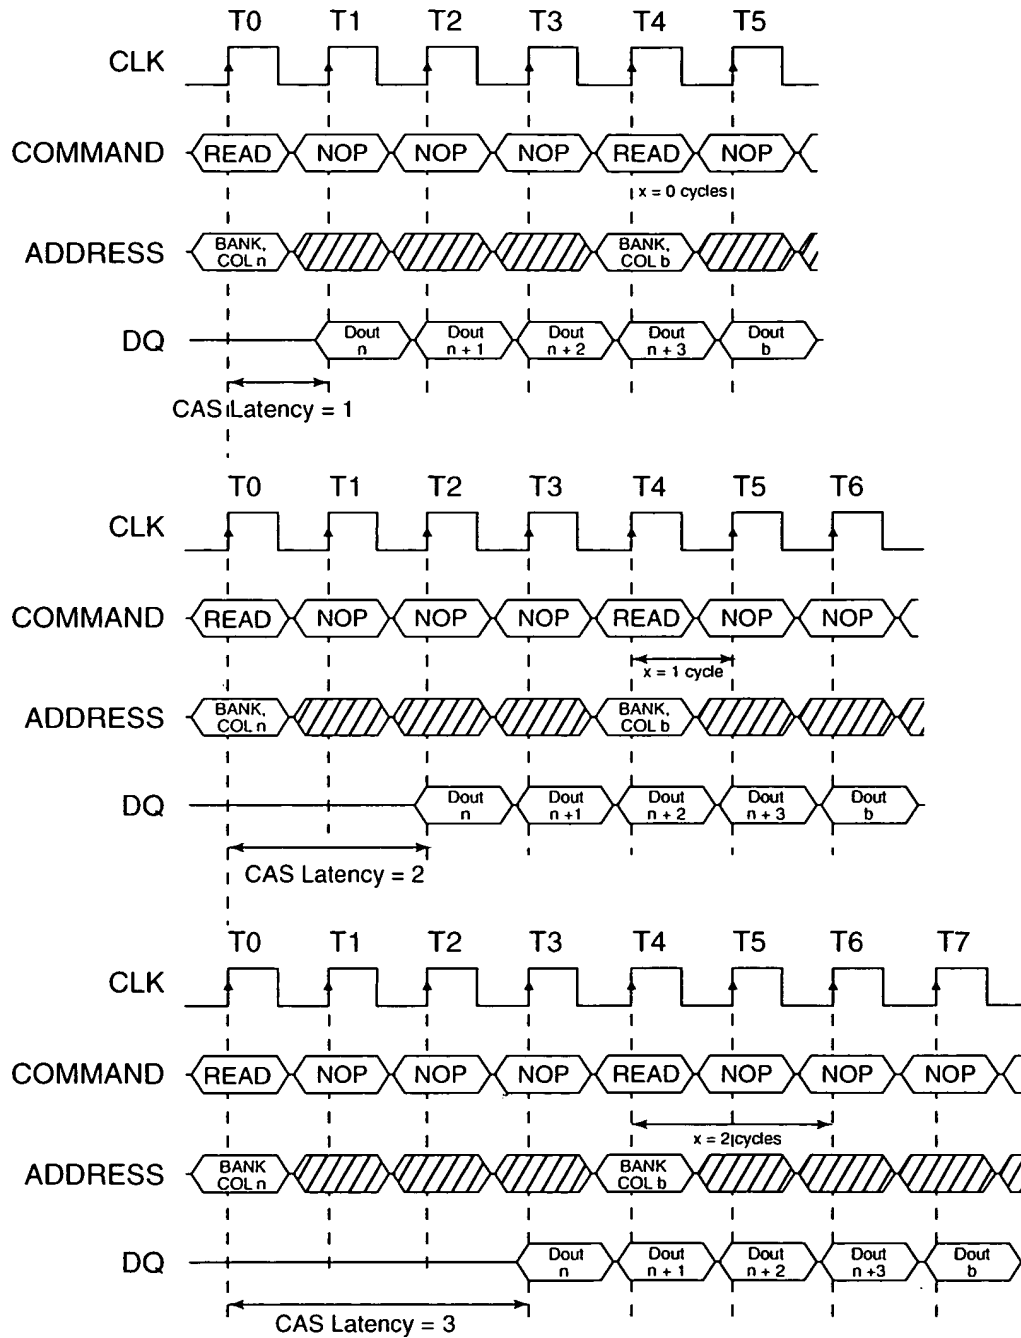 T0 T1 T2 T3 T4 T5
CLK
COMMAND READ NOP NOP NOP READ NOP
x = 0 cycles
ADDRESS BANK, COL n BANK, COL b
DQ Dout n Dout n + 1 Dout n + 2 Dout n + 3 Dout b
CAS Latency = 1
T0 T1 T2 T3 T4 T5 T6
CLK
COMMAND READ NOP NOP NOP READ NOP NOP
x = 1 cycle
ADDRESS BANK, COL n BANK, COL b
DQ Dout n Dout n +1 Dout n + 2 Dout n + 3 Dout b
CAS Latency = 2
T0 T1 T2 T3 T4 T5 T6 T7
CLK
COMMAND READ NOP NOP NOP READ NOP NOP NOP
x = 2 cycles
ADDRESS BANK COL n BANK COL b
DQ Dout n Dout n + 1 Dout n + 2 Dout n +3 Dout b
CAS Latency = 3